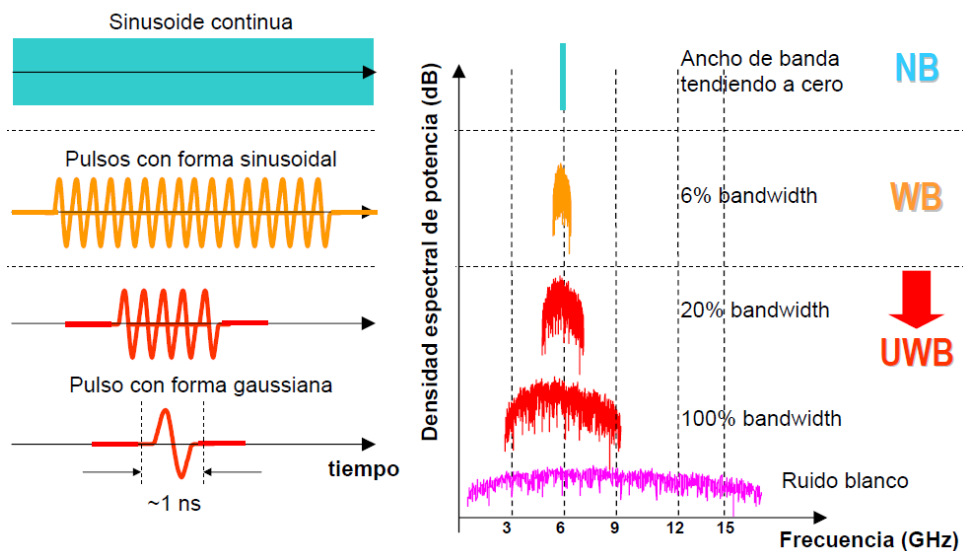 Sinusoide continua
Pulsos con forma sinusoidal
Pulso con forma gaussiana
tiempo
~1 ns
Densidad espectral de potencia (dB)
Ancho de banda
tendiendo a cero
NB
6% bandwidth
WB
20% bandwidth
UWB
100% bandwidth
Ruido blanco
3 6 9 12 15
Frecuencia (GHz)